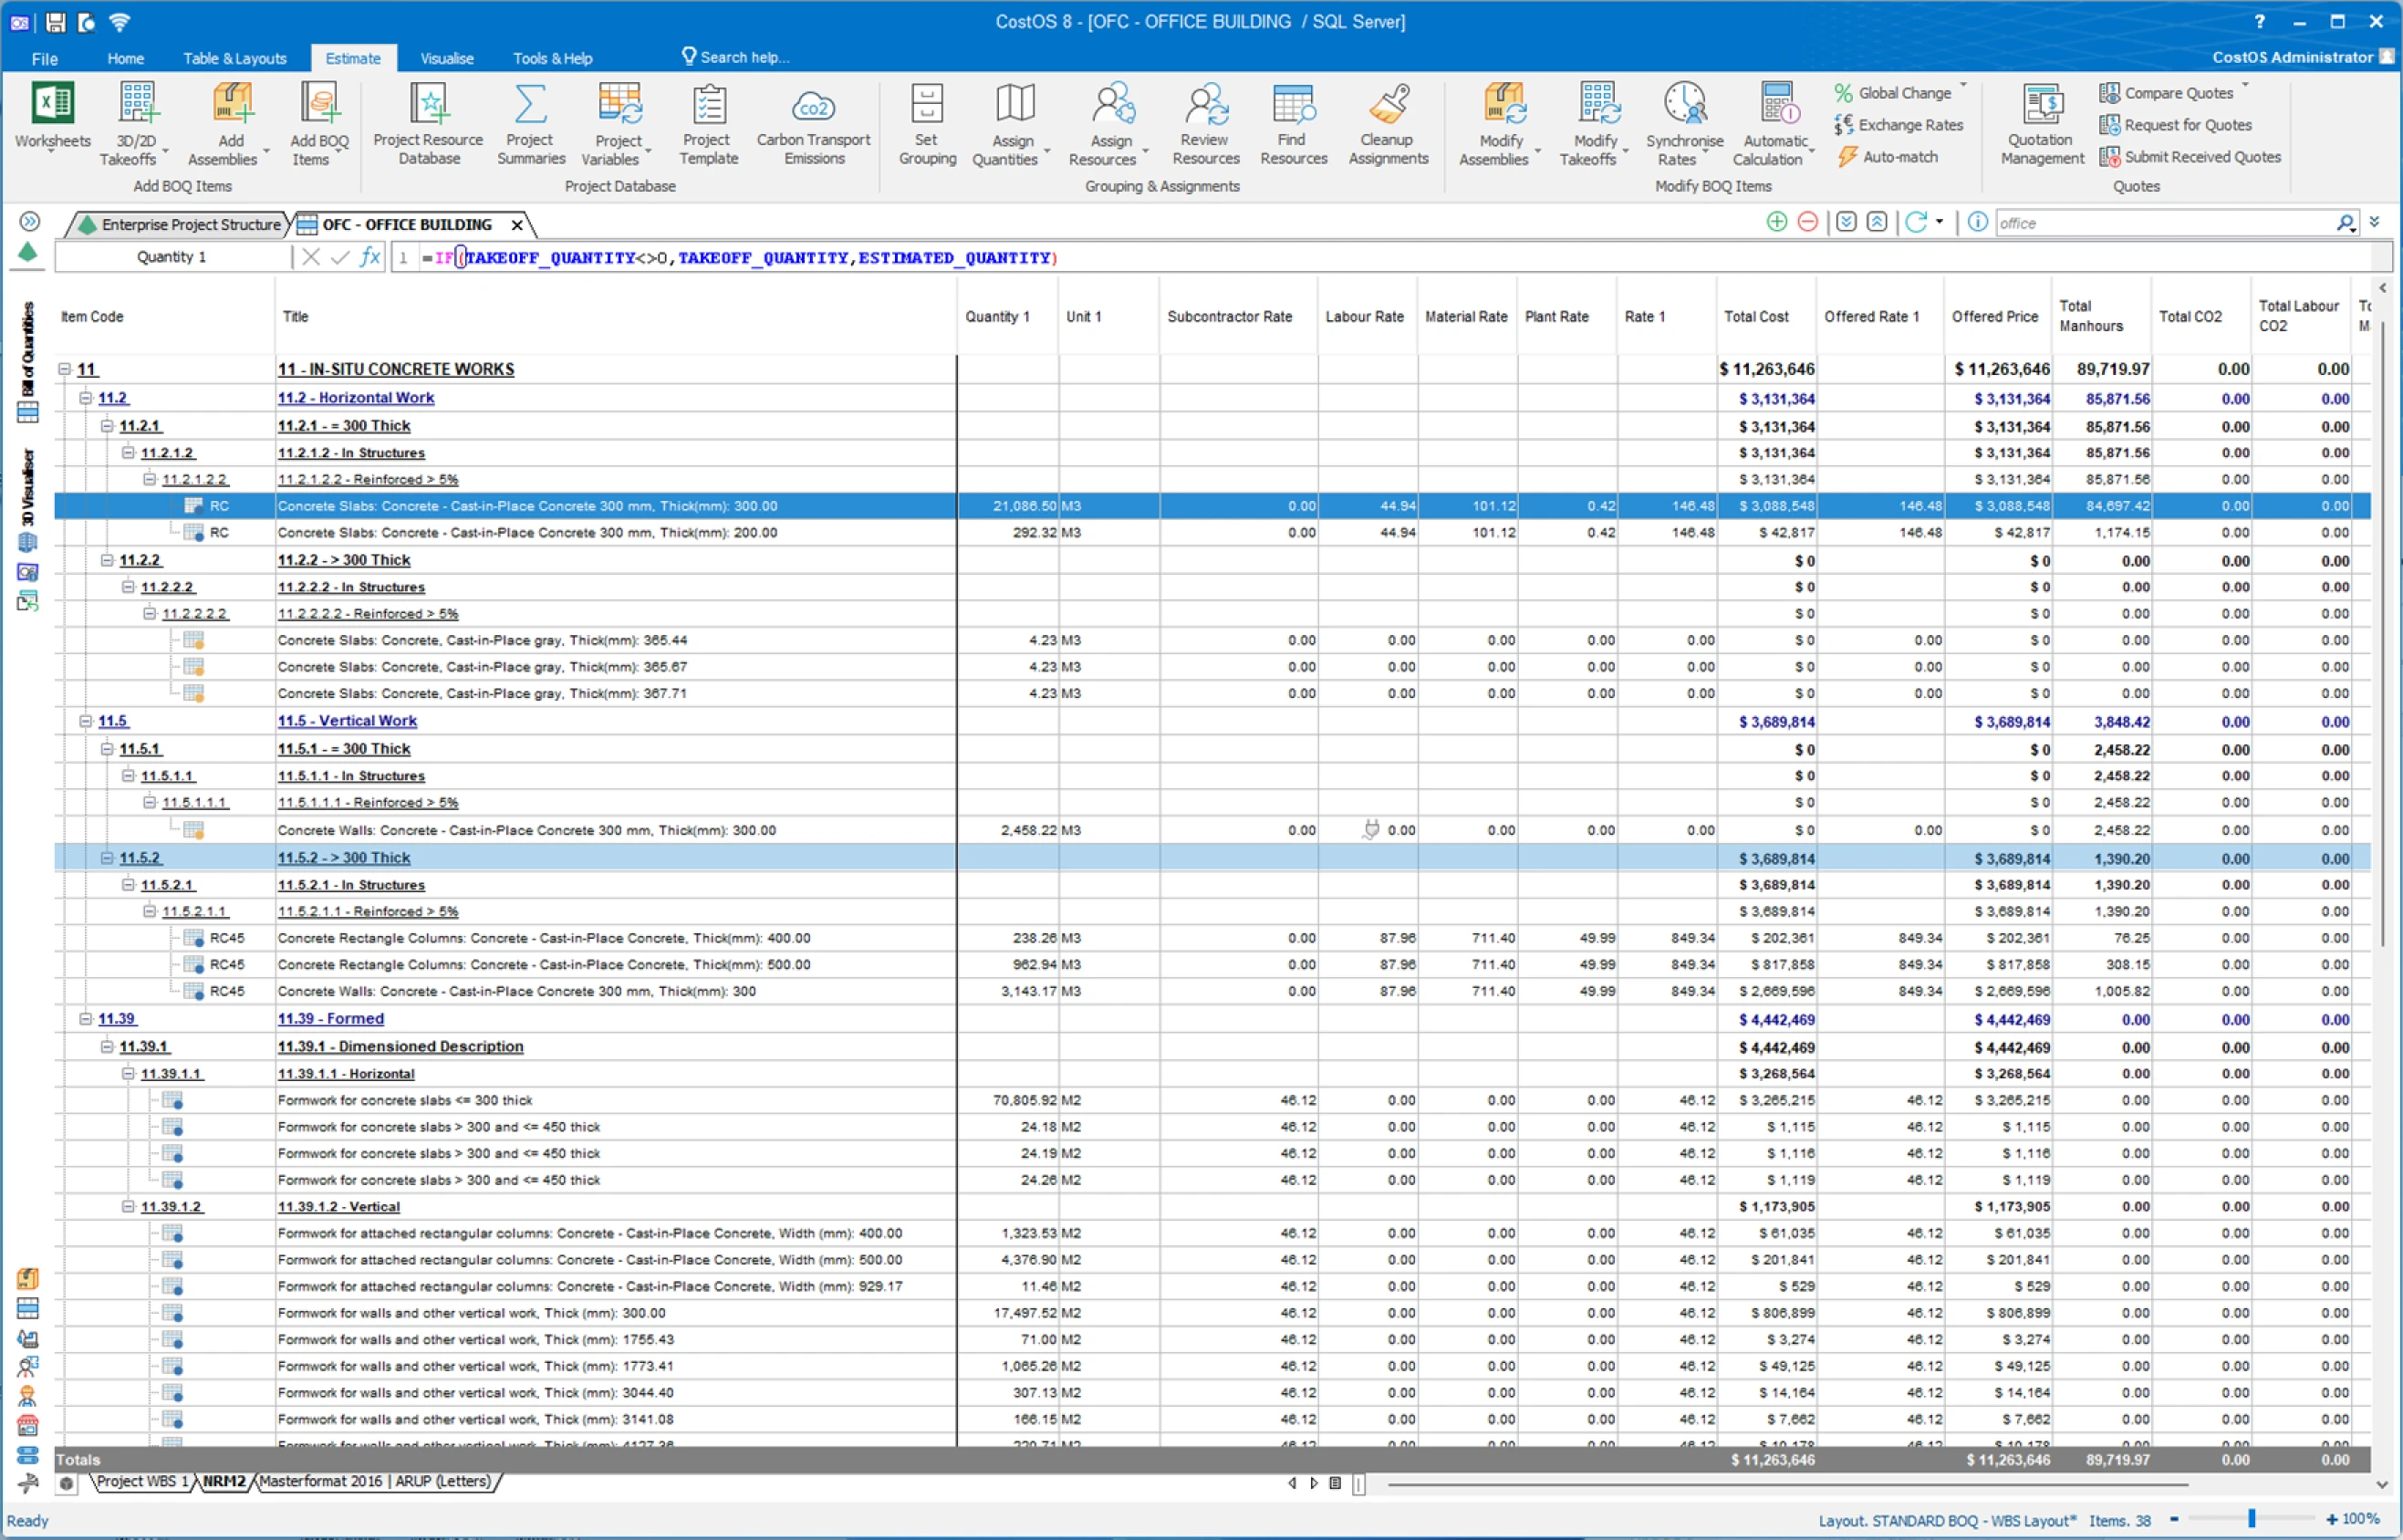 CostOS 8 - [OFC - OFFICE BUILDING / SQL Server]
File Home Table & Layouts Estimate Visualise Tools & Help Search help... CostOS Administrator
Worksheets
3D/2D Takeoffs
Add Assemblies
Add BOQ Items
Add BOQ Items
Project Resource Database
Project Summaries
Project Variables
Project Template
Carbon Transport Emissions
Project Database
Set Grouping
Assign Quantities
Assign Resources
Review Resources
Find Resources
Cleanup Assignments
Grouping & Assignments
Modify Assemblies
Modify Takeoffs
Synchronise Rates
Automatic Calculation
Global Change
Exchange Rates
Auto-match
Modify BOQ Items
Quotation Management
Compare Quotes
Request for Quotes
Submit Received Quotes
Quotes
Enterprise Project Structure OFC - OFFICE BUILDING office
Quantity 1 fx 1 =IF(TAKEOFF_QUANTITY<>0,TAKEOFF_QUANTITY,ESTIMATED_QUANTITY)
Bill of Quantities
3D Visualiser
Item Code Title Quantity 1 Unit 1 Subcontractor Rate Labour Rate Material Rate Plant Rate Rate 1 Total Cost Offered Rate 1 Offered Price Total Manhours Total CO2 Total Labour CO2
11 11 - IN-SITU CONCRETE WORKS $ 11,263,646 $ 11,263,646 89,719.97 0.00 0.00
11.2 11.2 - Horizontal Work $ 3,131,364 $ 3,131,364 85,871.56 0.00 0.00
11.2.1 11.2.1 - = 300 Thick $ 3,131,364 $ 3,131,364 85,871.56 0.00 0.00
11.2.1.2 11.2.1.2 - In Structures $ 3,131,364 $ 3,131,364 85,871.56 0.00 0.00
11.2.1.2.2 11.2.1.2.2 - Reinforced > 5% $ 3,131,364 $ 3,131,364 85,871.56 0.00 0.00
RC Concrete Slabs: Concrete - Cast-in-Place Concrete 300 mm, Thick(mm): 300.00 21,086.50 M3 0.00 44.94 101.12 0.42 146.48 $ 3,088,548 146.48 $ 3,088,548 84,697.42 0.00 0.00
RC Concrete Slabs: Concrete - Cast-in-Place Concrete 300 mm, Thick(mm): 200.00 292.32 M3 0.00 44.94 101.12 0.42 146.48 $ 42,817 146.48 $ 42,817 1,174.15 0.00 0.00
11.2.2 11.2.2 - > 300 Thick $ 0 $ 0 0.00 0.00 0.00
11.2.2.2 11.2.2.2 - In Structures $ 0 $ 0 0.00 0.00 0.00
11.2.2.2.2 11.2.2.2.2 - Reinforced > 5% $ 0 $ 0 0.00 0.00 0.00
Concrete Slabs: Concrete, Cast-in-Place gray, Thick(mm): 365.44 4.23 M3 0.00 0.00 0.00 0.00 0.00 $ 0 0.00 $ 0 0.00 0.00 0.00
Concrete Slabs: Concrete, Cast-in-Place gray, Thick(mm): 365.67 4.23 M3 0.00 0.00 0.00 0.00 0.00 $ 0 0.00 $ 0 0.00 0.00 0.00
Concrete Slabs: Concrete, Cast-in-Place gray, Thick(mm): 367.71 4.23 M3 0.00 0.00 0.00 0.00 0.00 $ 0 0.00 $ 0 0.00 0.00 0.00
11.5 11.5 - Vertical Work $ 3,689,814 $ 3,689,814 3,848.42 0.00 0.00
11.5.1 11.5.1 - = 300 Thick $ 0 $ 0 2,458.22 0.00 0.00
11.5.1.1 11.5.1.1 - In Structures $ 0 $ 0 2,458.22 0.00 0.00
11.5.1.1.1 11.5.1.1.1 - Reinforced > 5% $ 0 $ 0 2,458.22 0.00 0.00
Concrete Walls: Concrete - Cast-in-Place Concrete 300 mm, Thick(mm): 300.00 2,458.22 M3 0.00 0.00 0.00 0.00 0.00 $ 0 0.00 $ 0 2,458.22 0.00 0.00
11.5.2 11.5.2 - > 300 Thick $ 3,689,814 $ 3,689,814 1,390.20 0.00 0.00
11.5.2.1 11.5.2.1 - In Structures $ 3,689,814 $ 3,689,814 1,390.20 0.00 0.00
11.5.2.1.1 11.5.2.1.1 - Reinforced > 5% $ 3,689,814 $ 3,689,814 1,390.20 0.00 0.00
RC45 Concrete Rectangle Columns: Concrete - Cast-in-Place Concrete, Thick(mm): 400.00 238.26 M3 0.00 87.96 711.40 49.99 849.34 $ 202,361 849.34 $ 202,361 76.25 0.00 0.00
RC45 Concrete Rectangle Columns: Concrete - Cast-in-Place Concrete, Thick(mm): 500.00 962.94 M3 0.00 87.96 711.40 49.99 849.34 $ 817,858 849.34 $ 817,858 308.15 0.00 0.00
RC45 Concrete Walls: Concrete - Cast-in-Place Concrete 300 mm, Thick(mm): 300 3,143.17 M3 0.00 87.96 711.40 49.99 849.34 $ 2,669,596 849.34 $ 2,669,596 1,005.82 0.00 0.00
11.39 11.39 - Formed $ 4,442,469 $ 4,442,469 0.00 0.00 0.00
11.39.1 11.39.1 - Dimensioned Description $ 4,442,469 $ 4,442,469 0.00 0.00 0.00
11.39.1.1 11.39.1.1 - Horizontal $ 3,268,564 $ 3,268,564 0.00 0.00 0.00
Formwork for concrete slabs <= 300 thick 70,805.92 M2 46.12 0.00 0.00 0.00 46.12 $ 3,265,215 46.12 $ 3,265,215 0.00 0.00 0.00
Formwork for concrete slabs > 300 and <= 450 thick 24.18 M2 46.12 0.00 0.00 0.00 46.12 $ 1,115 46.12 $ 1,115 0.00 0.00 0.00
Formwork for concrete slabs > 300 and <= 450 thick 24.19 M2 46.12 0.00 0.00 0.00 46.12 $ 1,116 46.12 $ 1,116 0.00 0.00 0.00
Formwork for concrete slabs > 300 and <= 450 thick 24.26 M2 46.12 0.00 0.00 0.00 46.12 $ 1,119 46.12 $ 1,119 0.00 0.00 0.00
11.39.1.2 11.39.1.2 - Vertical $ 1,173,905 $ 1,173,905 0.00 0.00 0.00
Formwork for attached rectangular columns: Concrete - Cast-in-Place Concrete, Width (mm): 400.00 1,323.53 M2 46.12 0.00 0.00 0.00 46.12 $ 61,035 46.12 $ 61,035 0.00 0.00 0.00
Formwork for attached rectangular columns: Concrete - Cast-in-Place Concrete, Width (mm): 500.00 4,376.90 M2 46.12 0.00 0.00 0.00 46.12 $ 201,841 46.12 $ 201,841 0.00 0.00 0.00
Formwork for attached rectangular columns: Concrete - Cast-in-Place Concrete, Width (mm): 929.17 11.46 M2 46.12 0.00 0.00 0.00 46.12 $ 529 46.12 $ 529 0.00 0.00 0.00
Formwork for walls and other vertical work, Thick (mm): 300.00 17,497.52 M2 46.12 0.00 0.00 0.00 46.12 $ 806,899 46.12 $ 806,899 0.00 0.00 0.00
Formwork for walls and other vertical work, Thick (mm): 1755.43 71.00 M2 46.12 0.00 0.00 0.00 46.12 $ 3,274 46.12 $ 3,274 0.00 0.00 0.00
Formwork for walls and other vertical work, Thick (mm): 1773.41 1,065.26 M2 46.12 0.00 0.00 0.00 46.12 $ 49,125 46.12 $ 49,125 0.00 0.00 0.00
Formwork for walls and other vertical work, Thick (mm): 3044.40 307.13 M2 46.12 0.00 0.00 0.00 46.12 $ 14,164 46.12 $ 14,164 0.00 0.00 0.00
Formwork for walls and other vertical work, Thick (mm): 3141.08 166.15 M2 46.12 0.00 0.00 0.00 46.12 $ 7,662 46.12 $ 7,662 0.00 0.00 0.00
Totals $ 11,263,646 $ 11,263,646 89,719.97 0.00 0.00
Project WBS 1 NRM2 Masterformat 2016 | ARUP (Letters)
Ready Layout. STANDARD BOQ - WBS Layout* Items. 38 100%